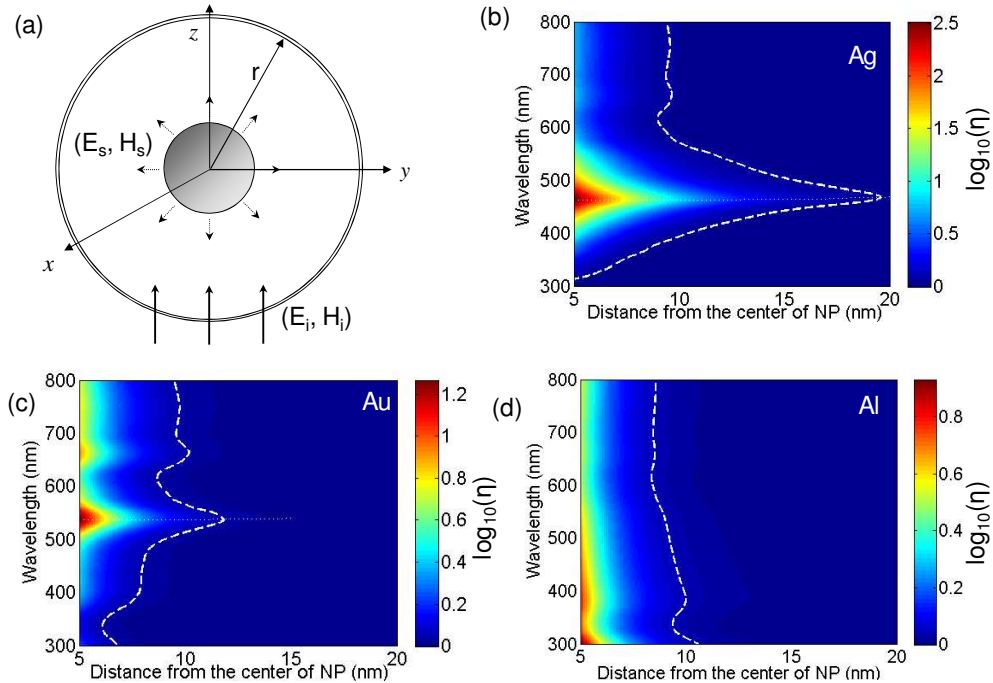 (a)
z
r
(E_s, H_s)
y
x
(E_i, H_i)
(b)
Ag
800
700
600
500
400
300
Wavelength (nm)
5
10
15
20
Distance from the center of NP (nm)
2.5
2
1.5
1
0.5
0
log₁₀(η)
(c)
Au
800
700
600
500
400
300
Wavelength (nm)
5
10
15
20
Distance from the center of NP (nm)
1.2
1
0.8
0.6
0.4
0.2
0
log₁₀(η)
(d)
Al
800
700
600
500
400
300
Wavelength (nm)
5
10
15
20
Distance from the center of NP (nm)
0.8
0.6
0.4
0.2
0
log₁₀(η)